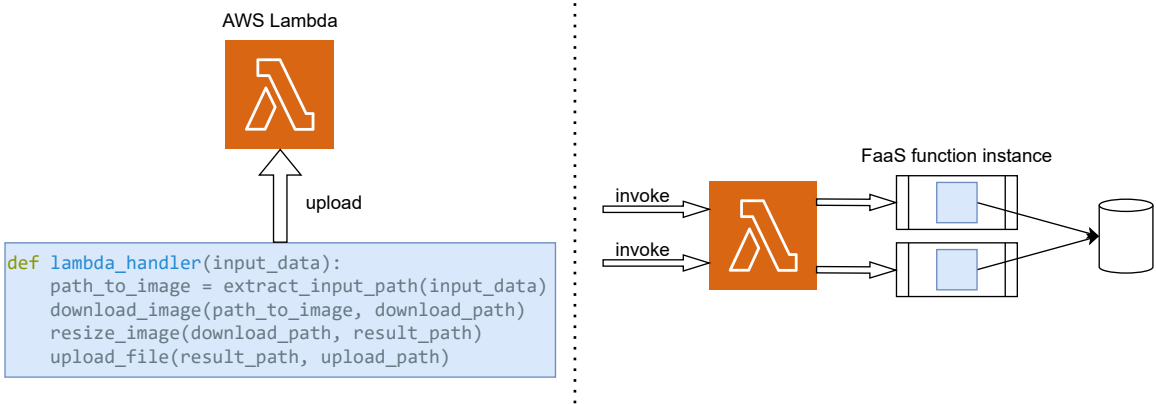 AWS Lambda
upload
def lambda_handler(input_data):
    path_to_image = extract_input_path(input_data)
    download_image(path_to_image, download_path)
    resize_image(download_path, result_path)
    upload_file(result_path, upload_path)
FaaS function instance
invoke
invoke